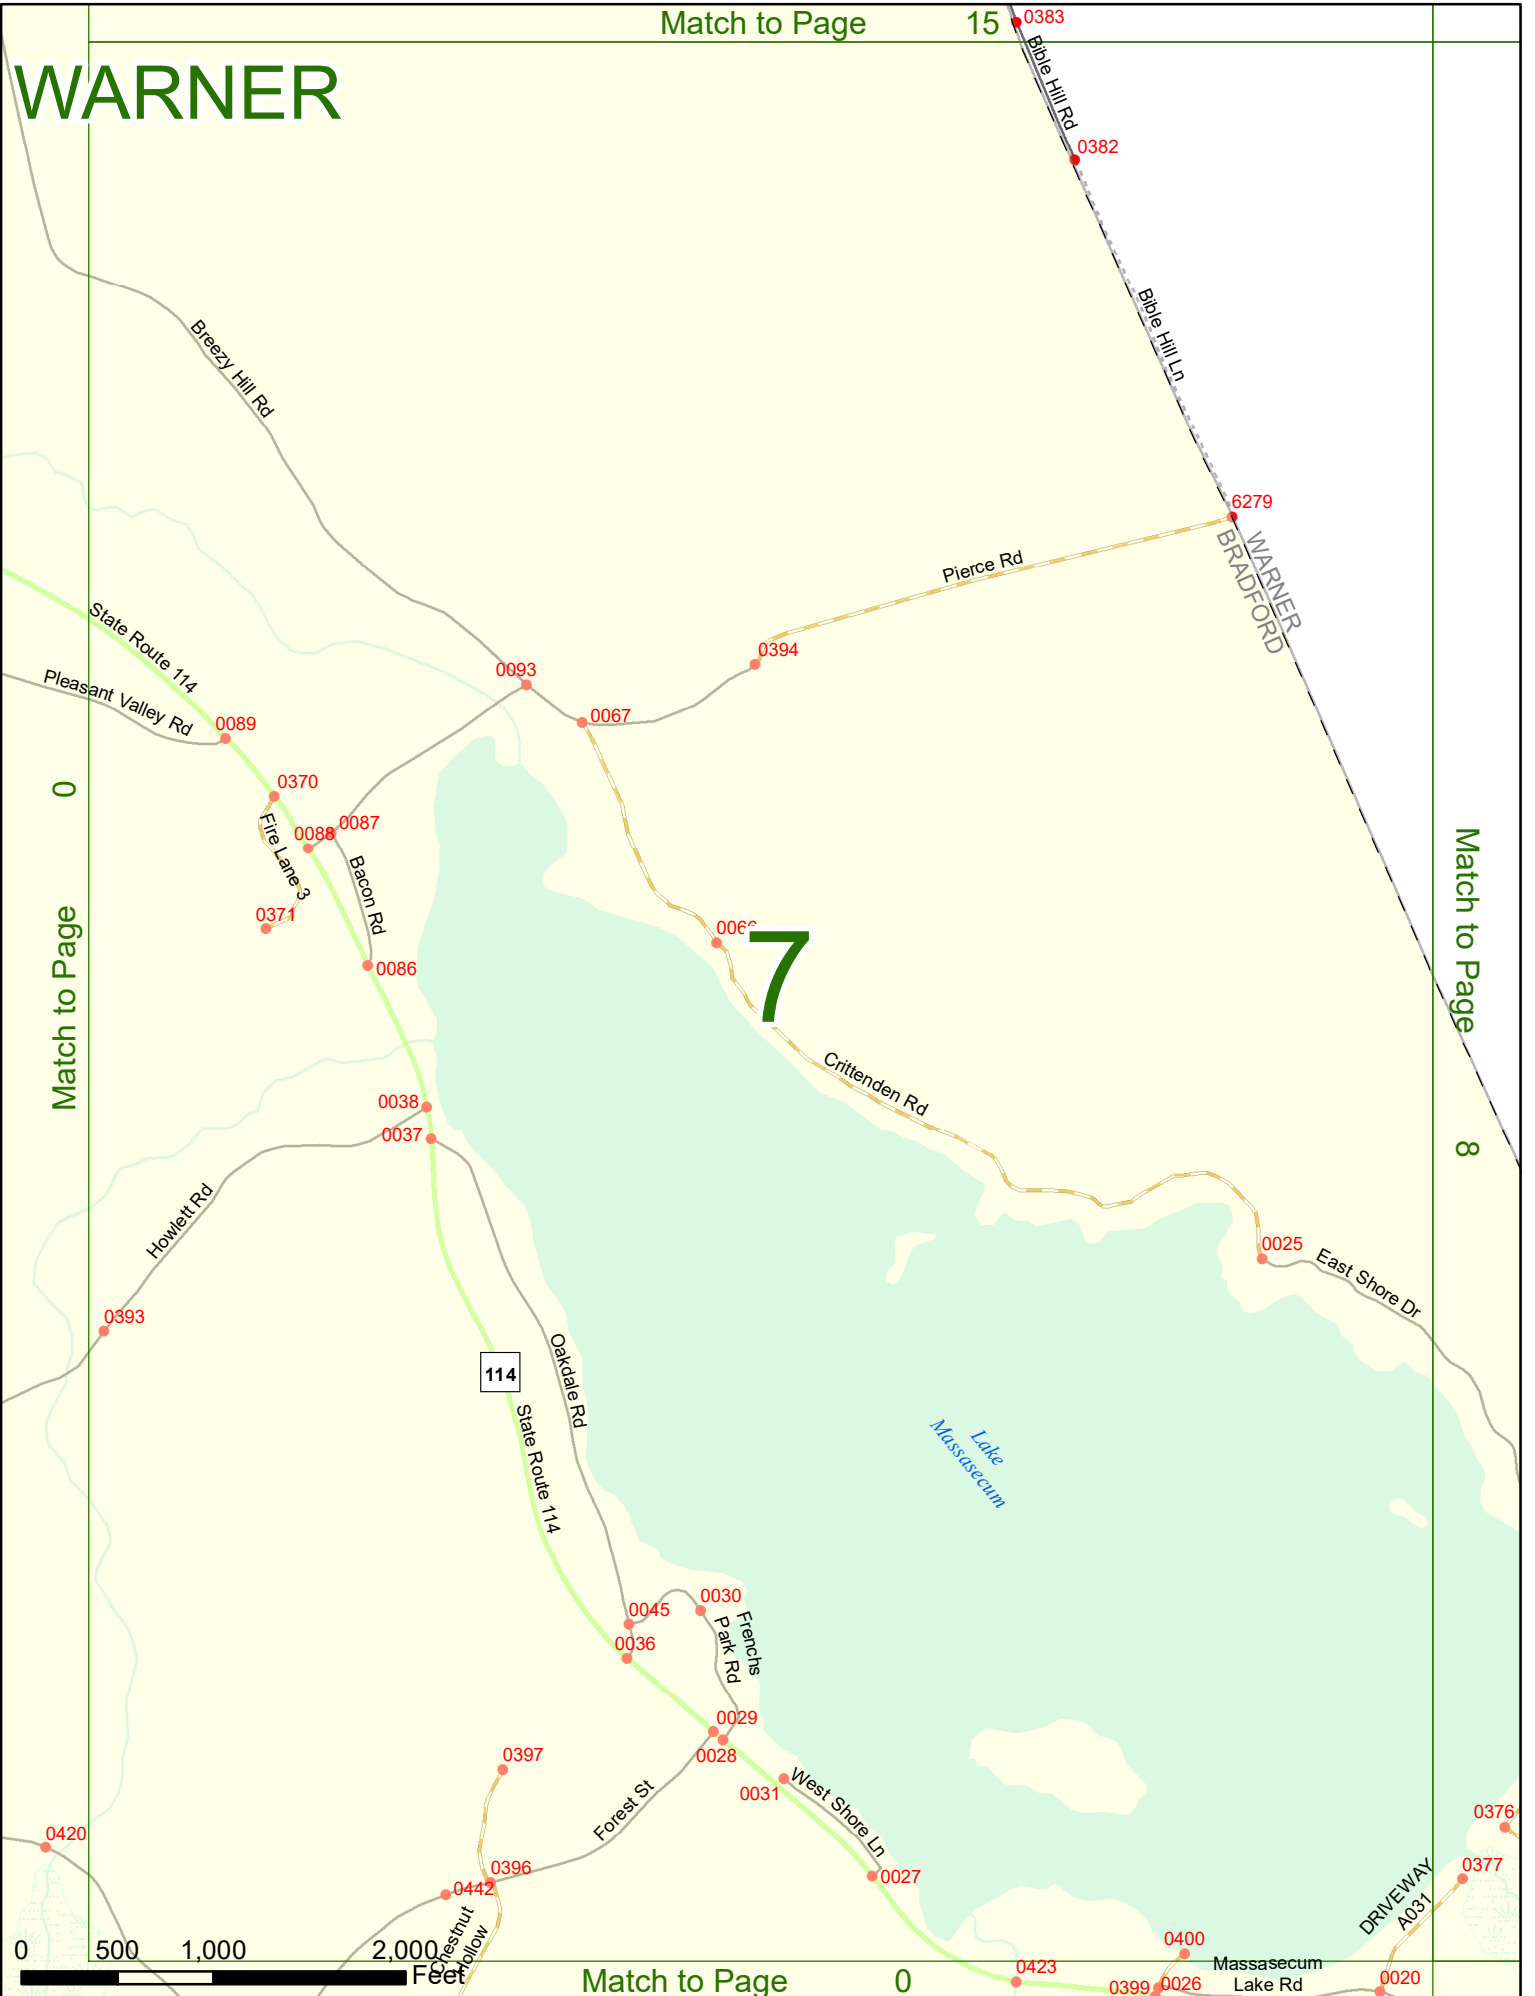 Match to Page 15
0383
WARNER
Bible Hill Rd
0382
Bible Hill Ln
Breezy Hill Rd
6279
WARNER
BRADFORD
Pierce Rd
State Route 114
0394
0093
Pleasant Valley Rd
0067
0089
0370
0087
0088
Fire Lane 3
Bacon Rd
0371
0066
7
0086
Match to Page 0
Match to Page 8
Crittenden Rd
0038
0037
Howlett Rd
0025
East Shore Dr
0393
114
Oakdale Rd
State Route 114
Lake
Massasecum
0030
0045
Frenchs
Park Rd
0036
0029
0028
0397
0031
West Shore Ln
Forest St
0376
0420
0396
0027
0377
0442
DRIVEWAY
A031
Chestnut
Hollow
0400
0 500 1,000 2,000
Feet
Match to Page 0
0423
Massasecum
Lake Rd
0399
0026
0020